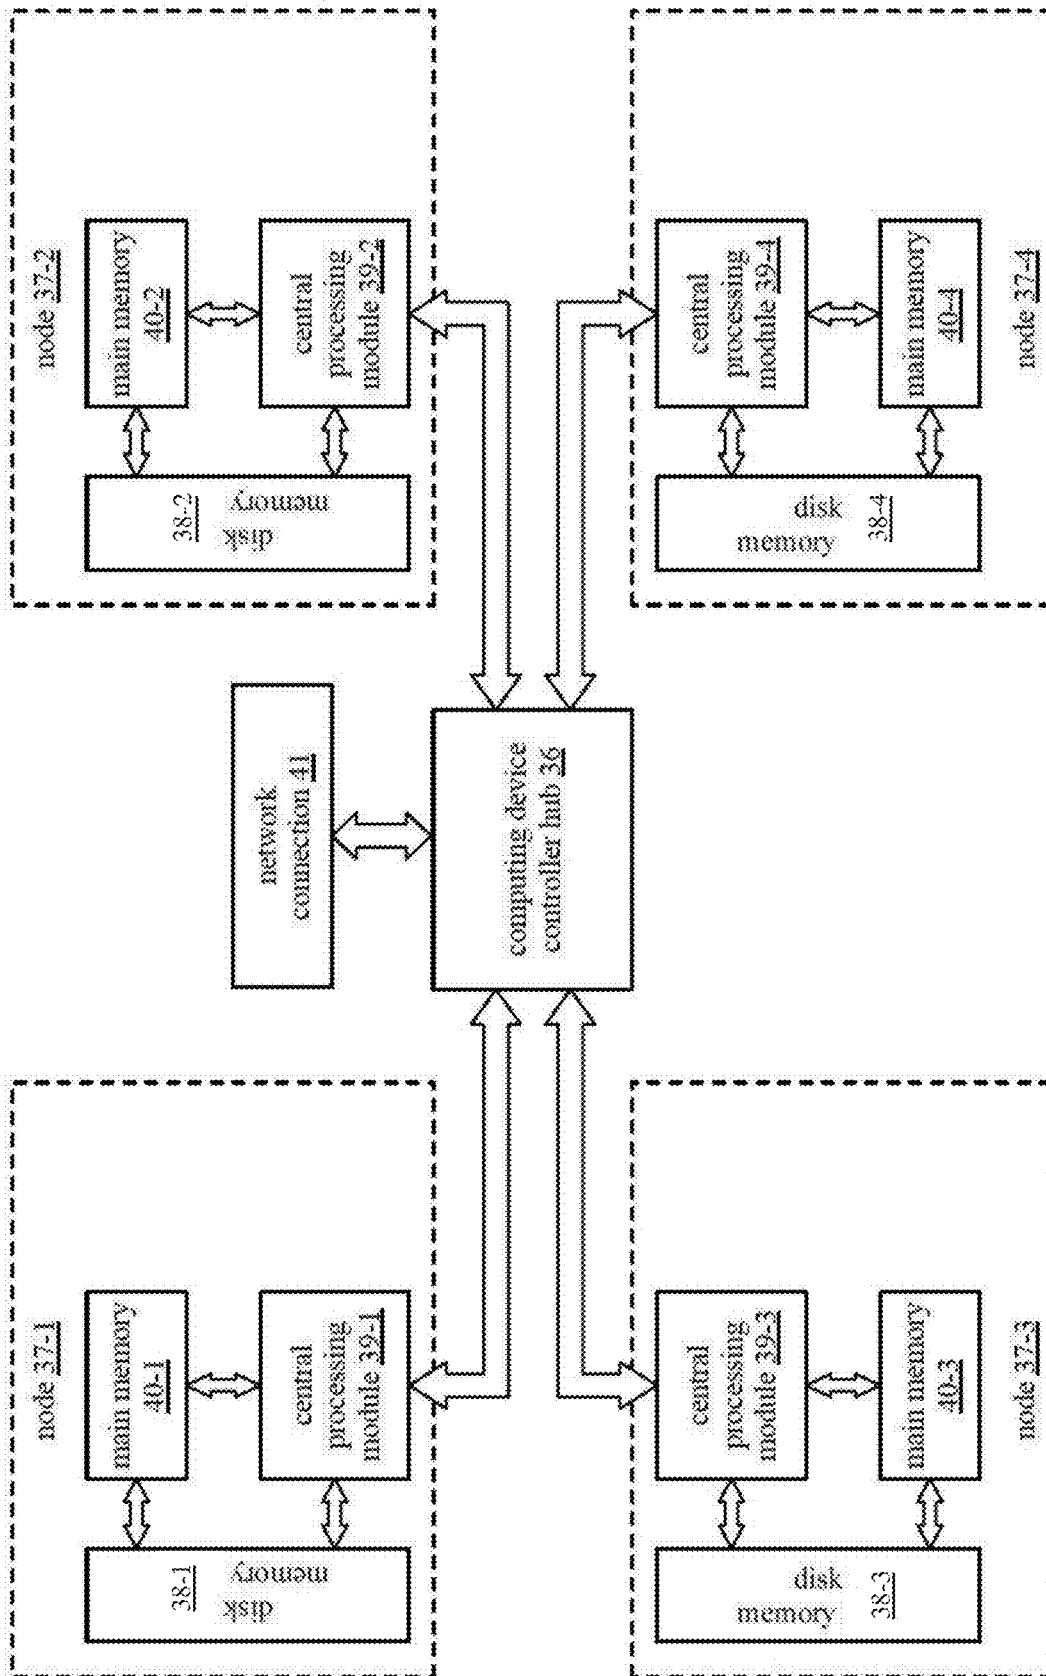 node 37-1
main memory
40-1
central
processing
module 39-1
disk
memory
38-1
network
connection 41
node 37-2
main memory
40-2
central
processing
module 39-2
disk
memory
38-2
computing device
controller hub 36
central
processing
module 39-3
main memory
40-3
disk
memory
38-3
node 37-3
central
processing
module 39-4
main memory
40-4
disk
memory
38-4
node 37-4